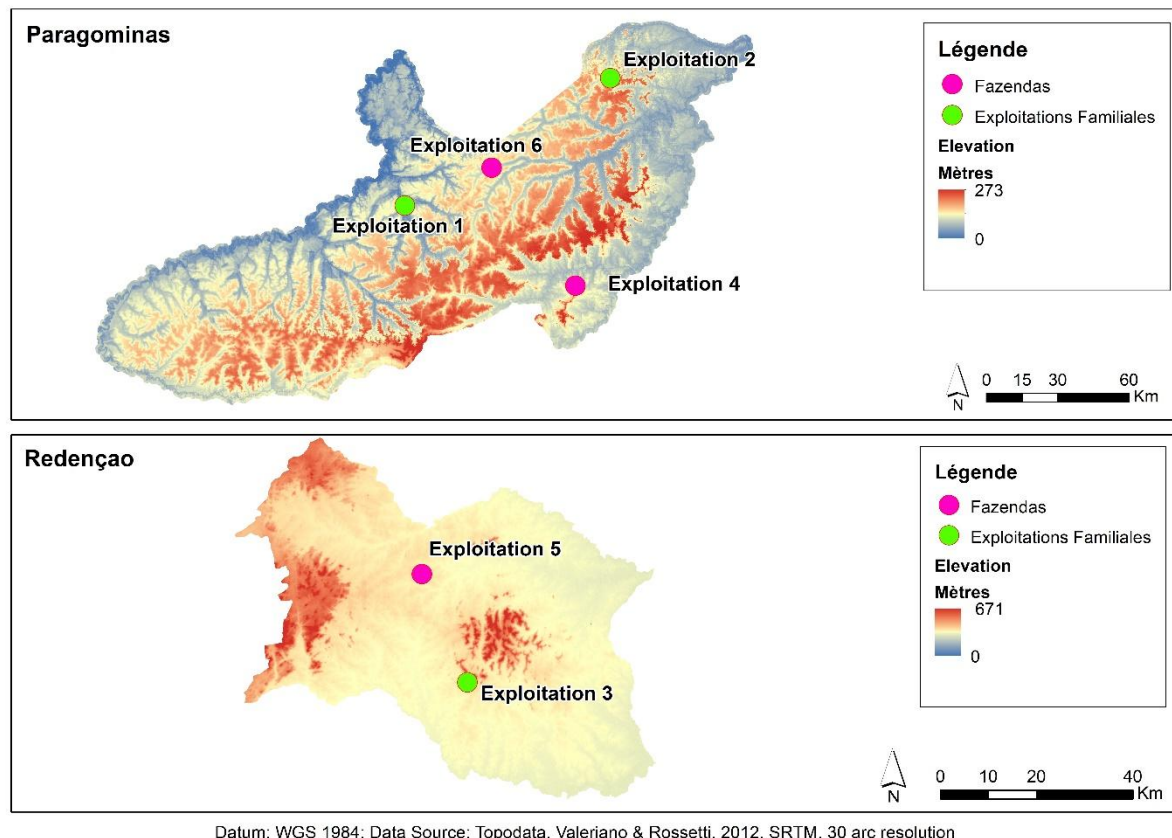 Paragominas
Exploitation 2
Exploitation 6
Exploitation 1
Exploitation 4
Légende
Fazendas
Exploitations Familiales
Elevation
Mètres
273
0
N
0 15 30 60
Km
Redençao
Exploitation 5
Exploitation 3
Légende
Fazendas
Exploitations Familiales
Elevation
Mètres
671
0
N
0 10 20 40
Km
Datum: WGS 1984; Data Source: Topodata, Valeriano & Rossetti, 2012, SRTM, 30 arc resolution